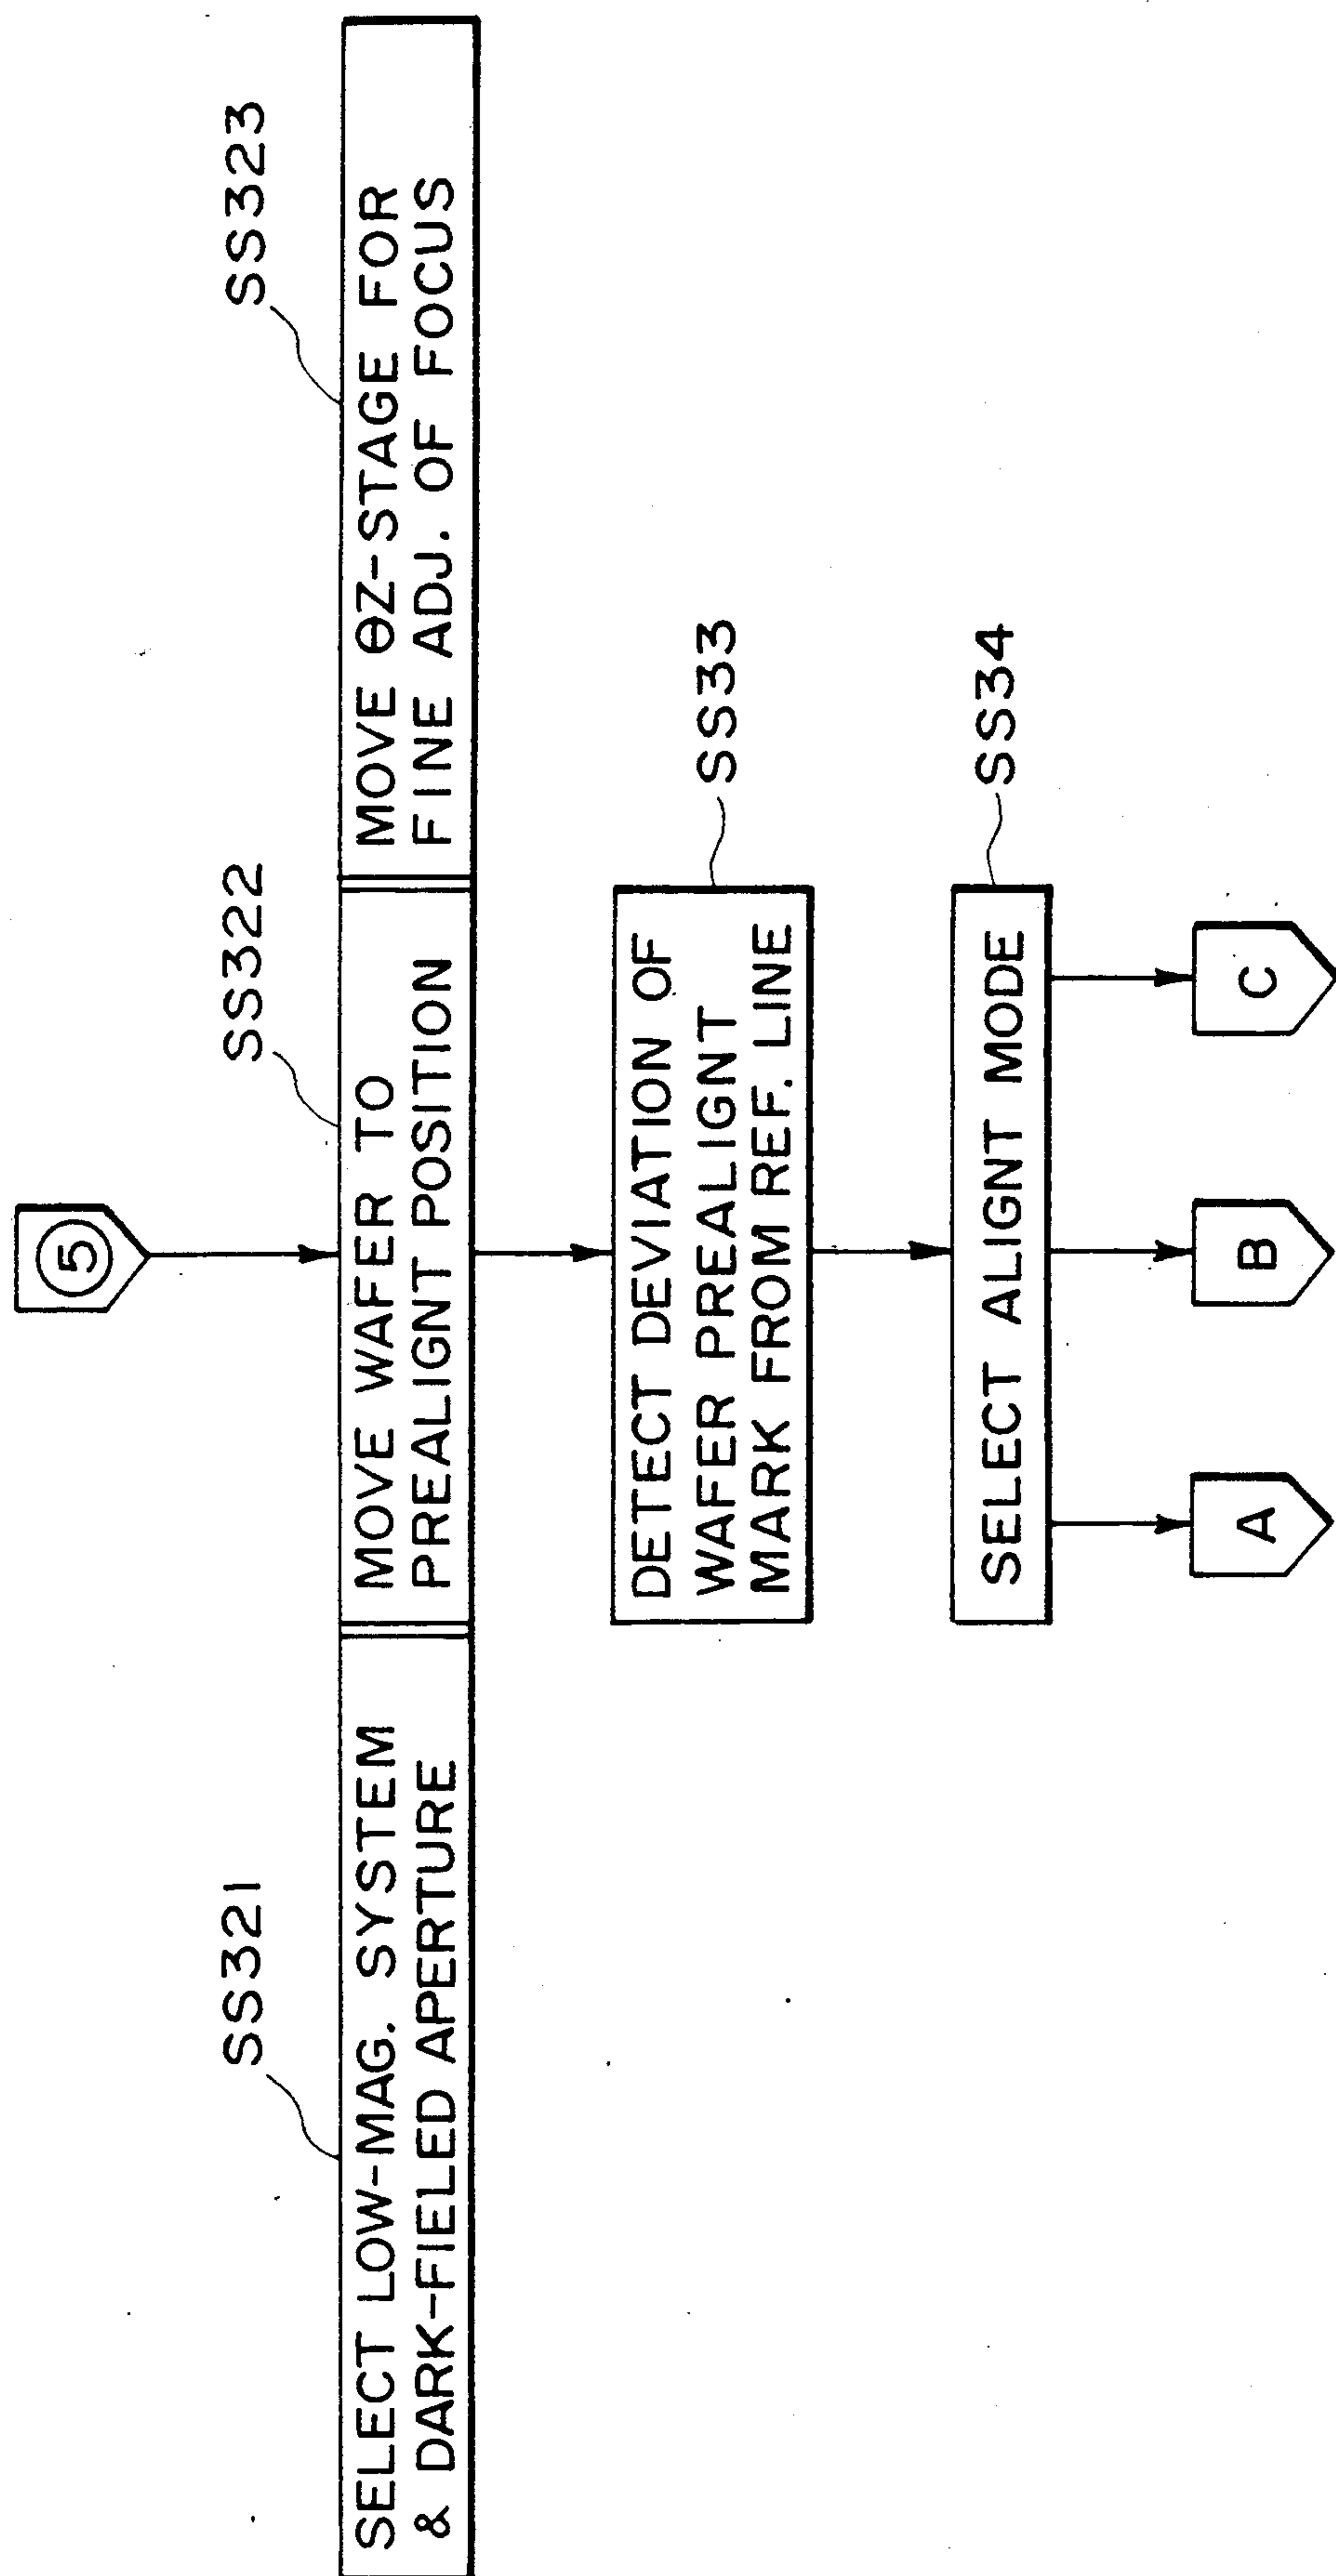 5
SS321
SS322
SS323
SELECT LOW-MAG. SYSTEM
& DARK-FIELED APERTURE
MOVE WAFER TO
PREALIGNT POSITION
MOVE θZ-STAGE FOR
FINE ADJ. OF FOCUS
SS33
DETECT DEVIATION OF
WAFER PREALIGNT
MARK FROM REF. LINE
SS34
SELECT ALIGNT MODE
A
B
C